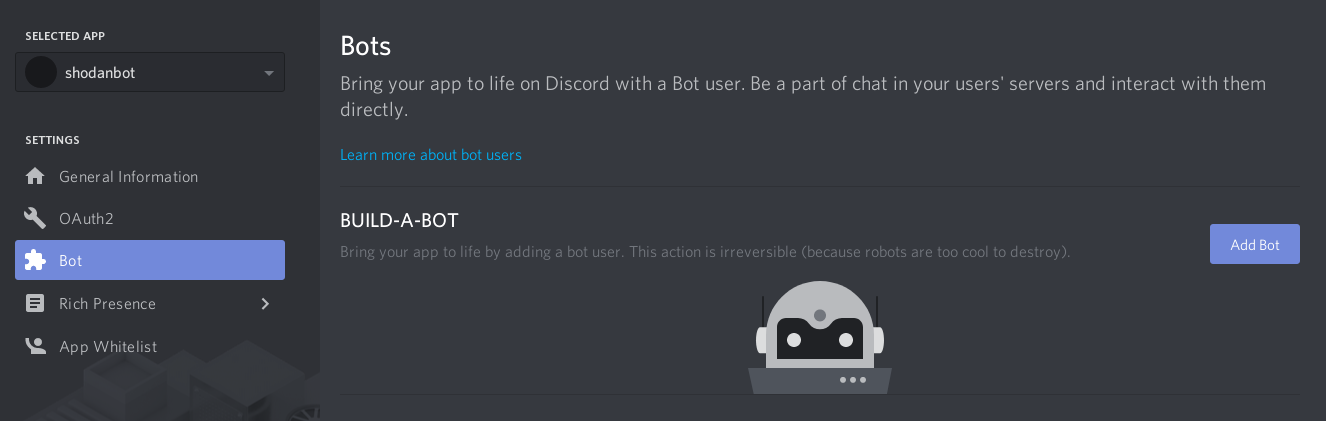 SELECTED APP
shodanbot
SETTINGS
General Information
OAuth2
Bot
Rich Presence
App Whitelist
Bots
Bring your app to life on Discord with a Bot user. Be a part of chat in your users' servers and interact with them
directly.
Learn more about bot users
BUILD-A-BOT
Bring your app to life by adding a bot user. This action is irreversible (because robots are too cool to destroy).
Add Bot